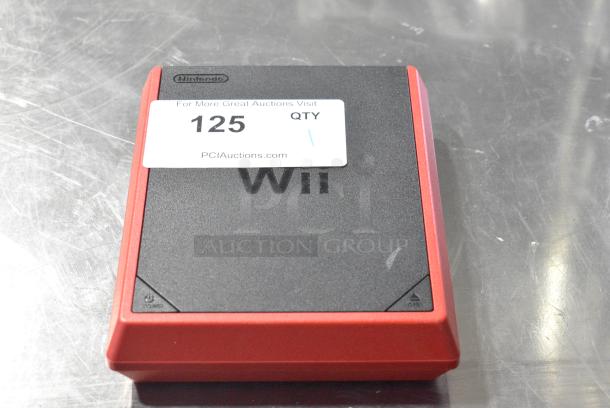 Nintendo
For More Great Auctions Visit
125 QTY
PCIAuctions.com
Wii
PCI
AUCTION GROUP